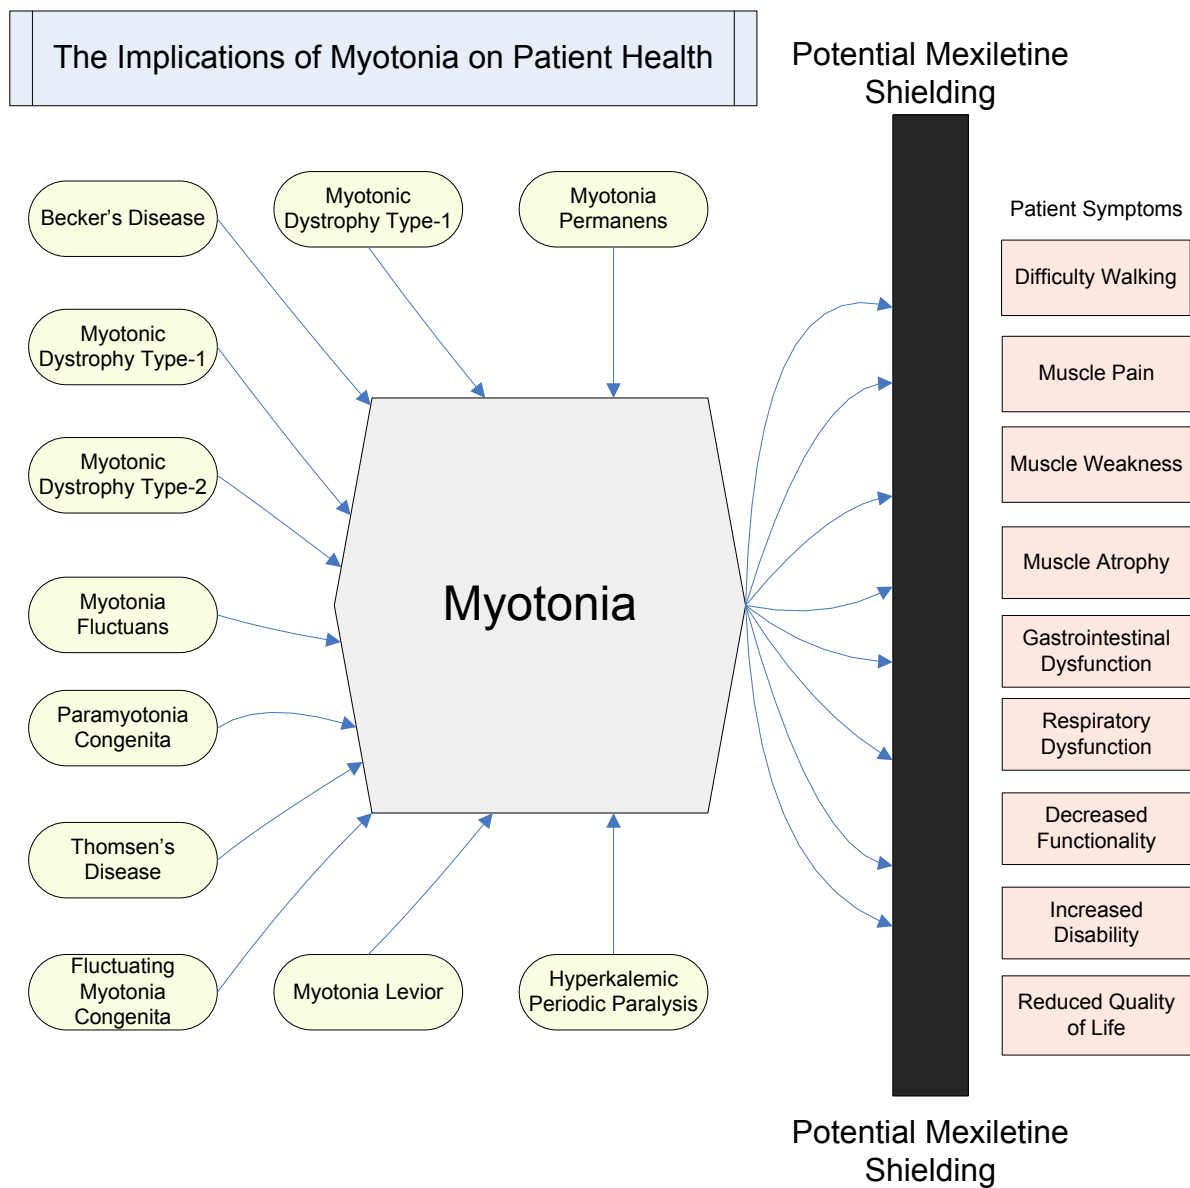 The Implications of Myotonia on Patient Health
Potential Mexiletine
Shielding
Becker’s Disease
Myotonic
Dystrophy Type-1
Myotonia
Permanens
Patient Symptoms
Difficulty Walking
Myotonic
Dystrophy Type-1
Muscle Pain
Myotonic
Dystrophy Type-2
Muscle Weakness
Myotonia
Muscle Atrophy
Myotonia
Fluctuans
Gastrointestinal
Dysfunction
Paramyotonia
Congenita
Respiratory
Dysfunction
Thomsen’s
Disease
Decreased
Functionality
Increased
Disability
Fluctuating
Myotonia
Congenita
Myotonia Levior
Hyperkalemic
Periodic Paralysis
Reduced Quality
of Life
Potential Mexiletine
Shielding